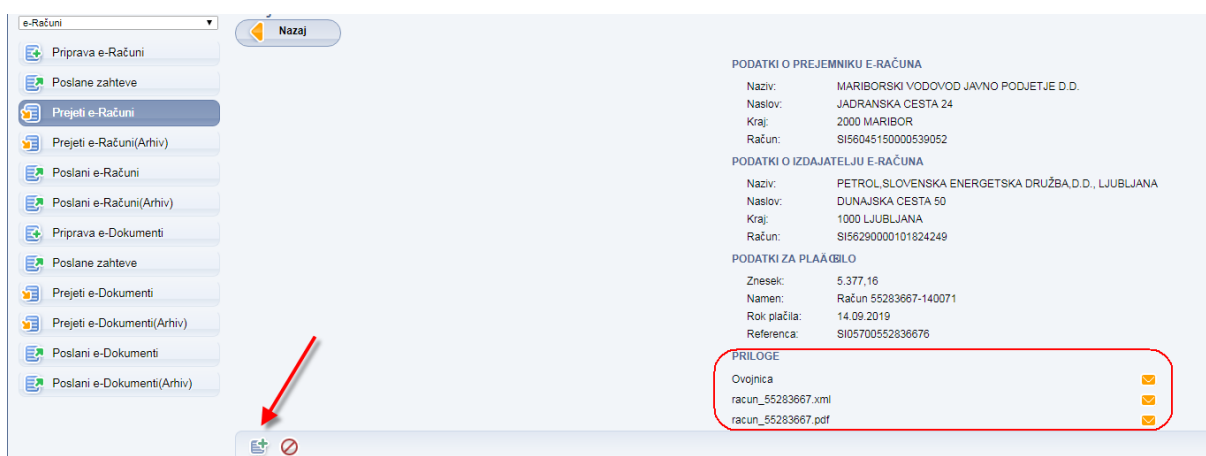 e-Računi
Nazaj
Priprava e-Računi
Poslane zahteve
Prejeti e-Računi
Prejeti e-Računi(Arhiv)
Poslani e-Računi
Poslani e-Računi(Arhiv)
Priprava e-Dokumenti
Poslane zahteve
Prejeti e-Dokumenti
Prejeti e-Dokumenti(Arhiv)
Poslani e-Dokumenti
Poslani e-Dokumenti(Arhiv)
PODATKI O PREJEMNIKU E-RAČUNA
Naziv: MARIBORSKI VODOVOD JAVNO PODJETJE D.D.
Naslov: JADRANSKA CESTA 24
Kraj: 2000 MARIBOR
Račun: SI56045150000539052
PODATKI O IZDAJATELJU E-RAČUNA
Naziv: PETROL,SLOVENSKA ENERGETSKA DRUŽBA,D.D., LJUBLJANA
Naslov: DUNAJSKA CESTA 50
Kraj: 1000 LJUBLJANA
Račun: SI56290000101824249
PODATKI ZA
Znesek: 5.377,16
Namen: Račun 55283667-140071
Rok plačila: 14.09.2019
Referenca: SI05700552836676
PRILOGE
Ovojnica
racun_55283667.xml
racun_55283667.pdf